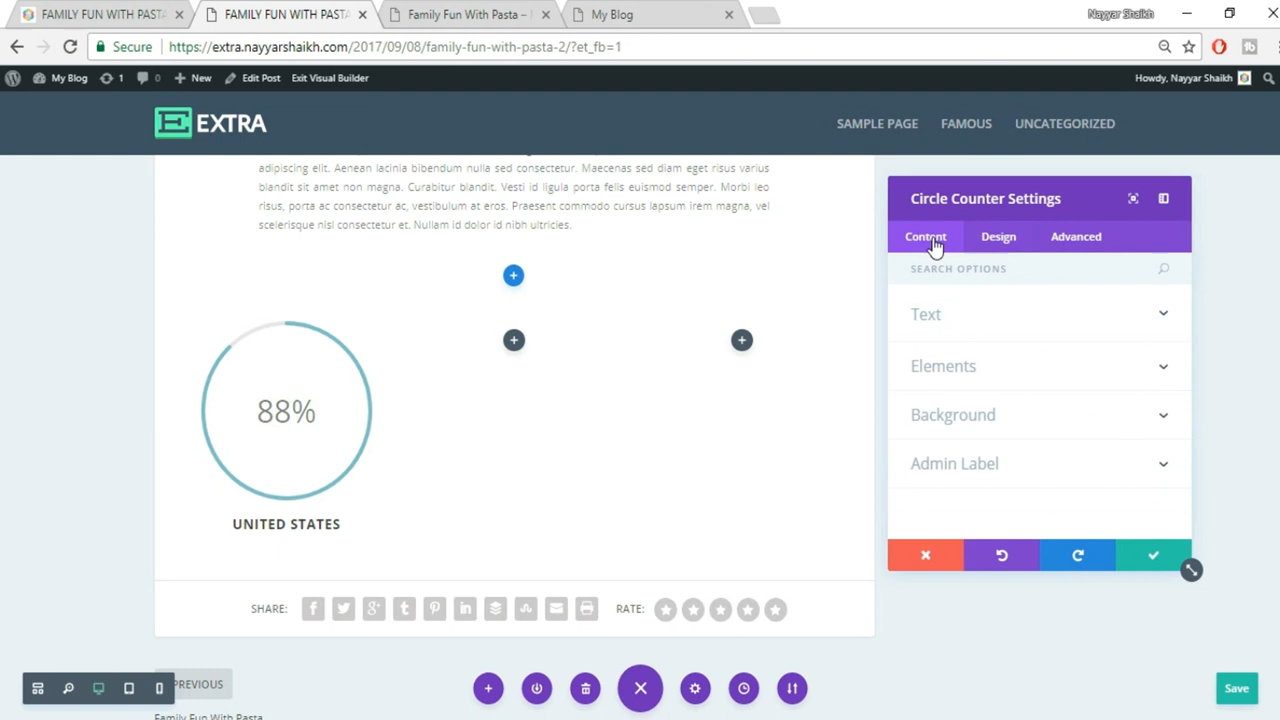 FAMILY FUN WITH PASTA
FAMILY FUN WITH PASTA
Family Fun With Pasta –
My Blog
Nayyar Shaikh
Secure
https://extra.nayyarshaikh.com/2017/09/08/family-fun-with-pasta-2/?et_fb=1
My Blog
1
0
New
Edit Post
Exit Visual Builder
Howdy, Nayyar Shaikh
EXTRA
SAMPLE PAGE
FAMOUS
UNCATEGORIZED
adipiscing elit. Aenean lacinia bibendum nulla sed consectetur. Maecenas sed diam eget risus varius
blandit sit amet non magna. Curabitur blandit. Vesti id ligula porta felis euismod semper. Morbi leo
risus, porta ac consectetur ac, vestibulum at eros. Praesent commodo cursus lapsum irem magna, vel
scelerisque nisl consectetur et. Nullam id dolor id nibh ultricies.
88%
UNITED STATES
Circle Counter Settings
Content
Design
Advanced
SEARCH OPTIONS
Text
Elements
Background
Admin Label
SHARE:
RATE:
PREVIOUS
Save
Family Fun With Pasta